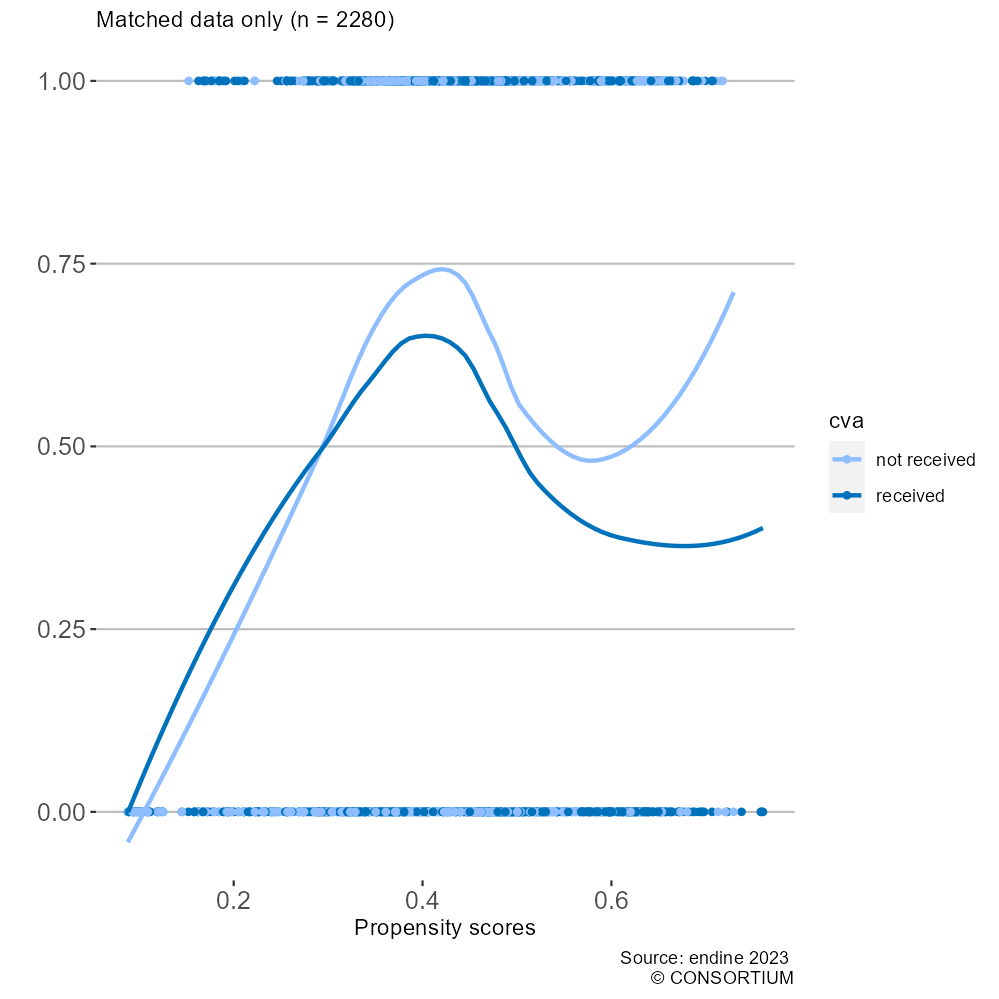 Matched data only (n = 2280)
1.00
0.75
0.50
0.25
0.00
0.2 0.4 0.6
Propensity scores
cva
not received
received
Source: endine 2023
© CONSORTIUM